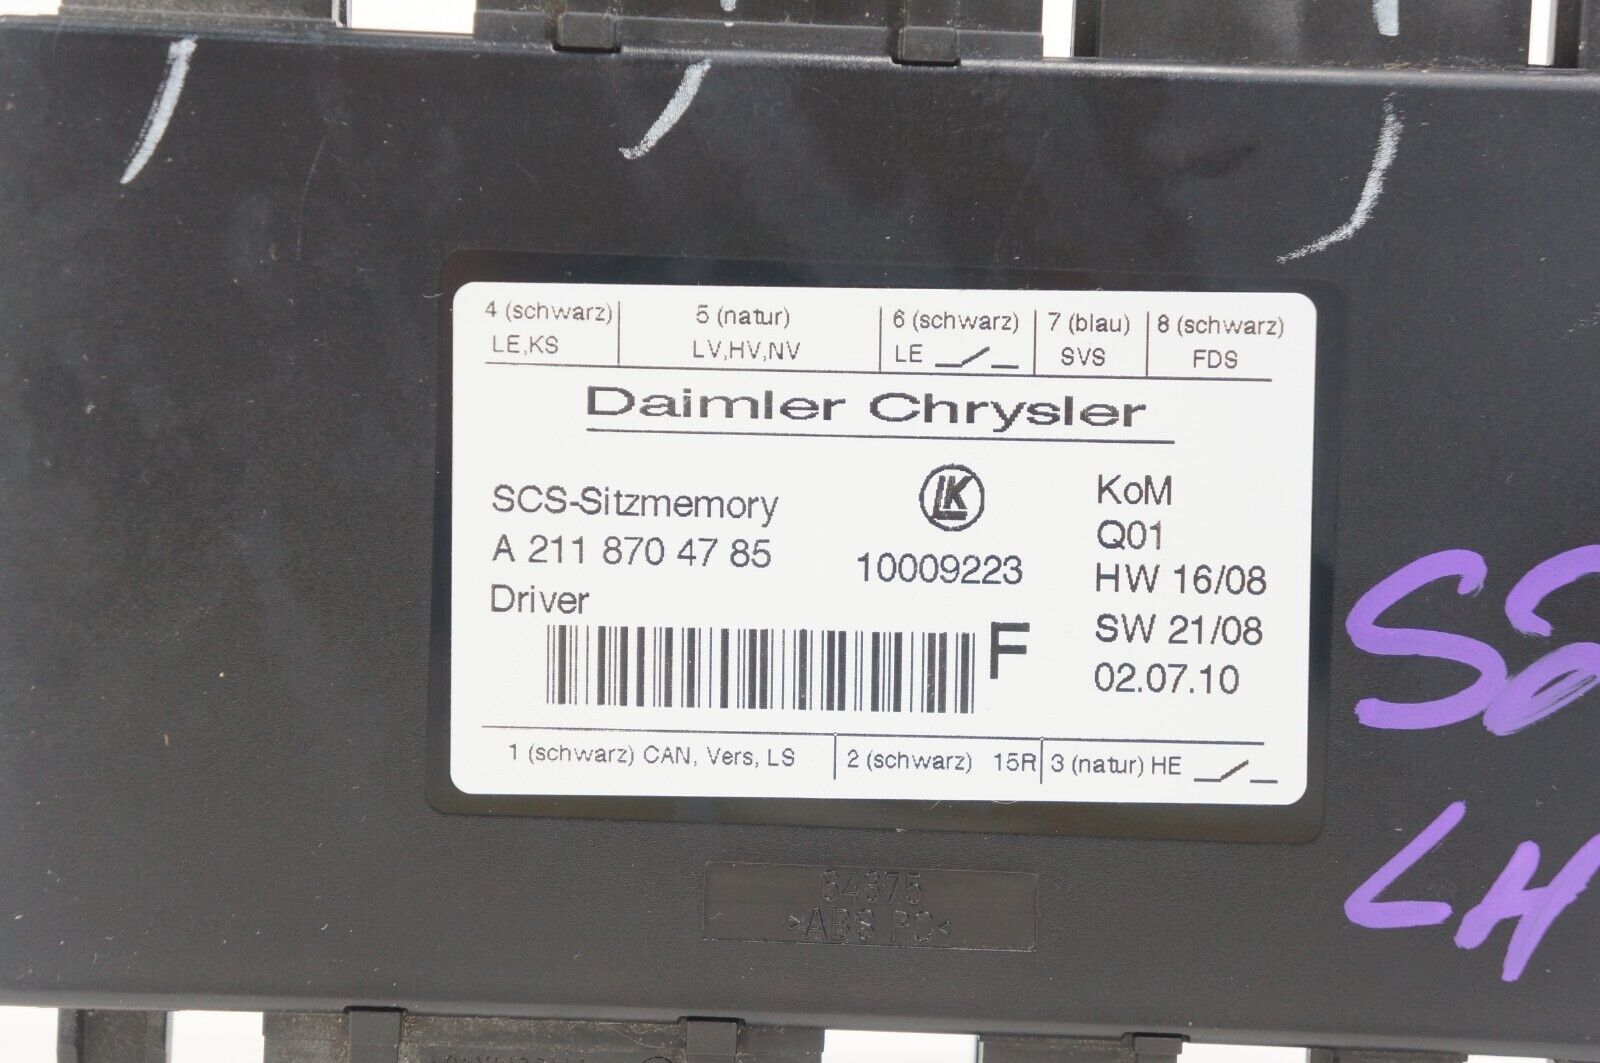 4 (schwarz) 5 (natur) 6 (schwarz) 7 (blau) 8 (schwarz)
LE,KS LV,HV,NV LE SVS FDS
Daimler Chrysler
SCS-Sitzmemory
A 211 870 47 85
Driver
LK
10009223
F
KoM
Q01
HW 16/08
SW 21/08
02.07.10
1 (schwarz) CAN, Vers, LS 2 (schwarz) 15R 3 (natur) HE
64875
>ABS PC<
LH